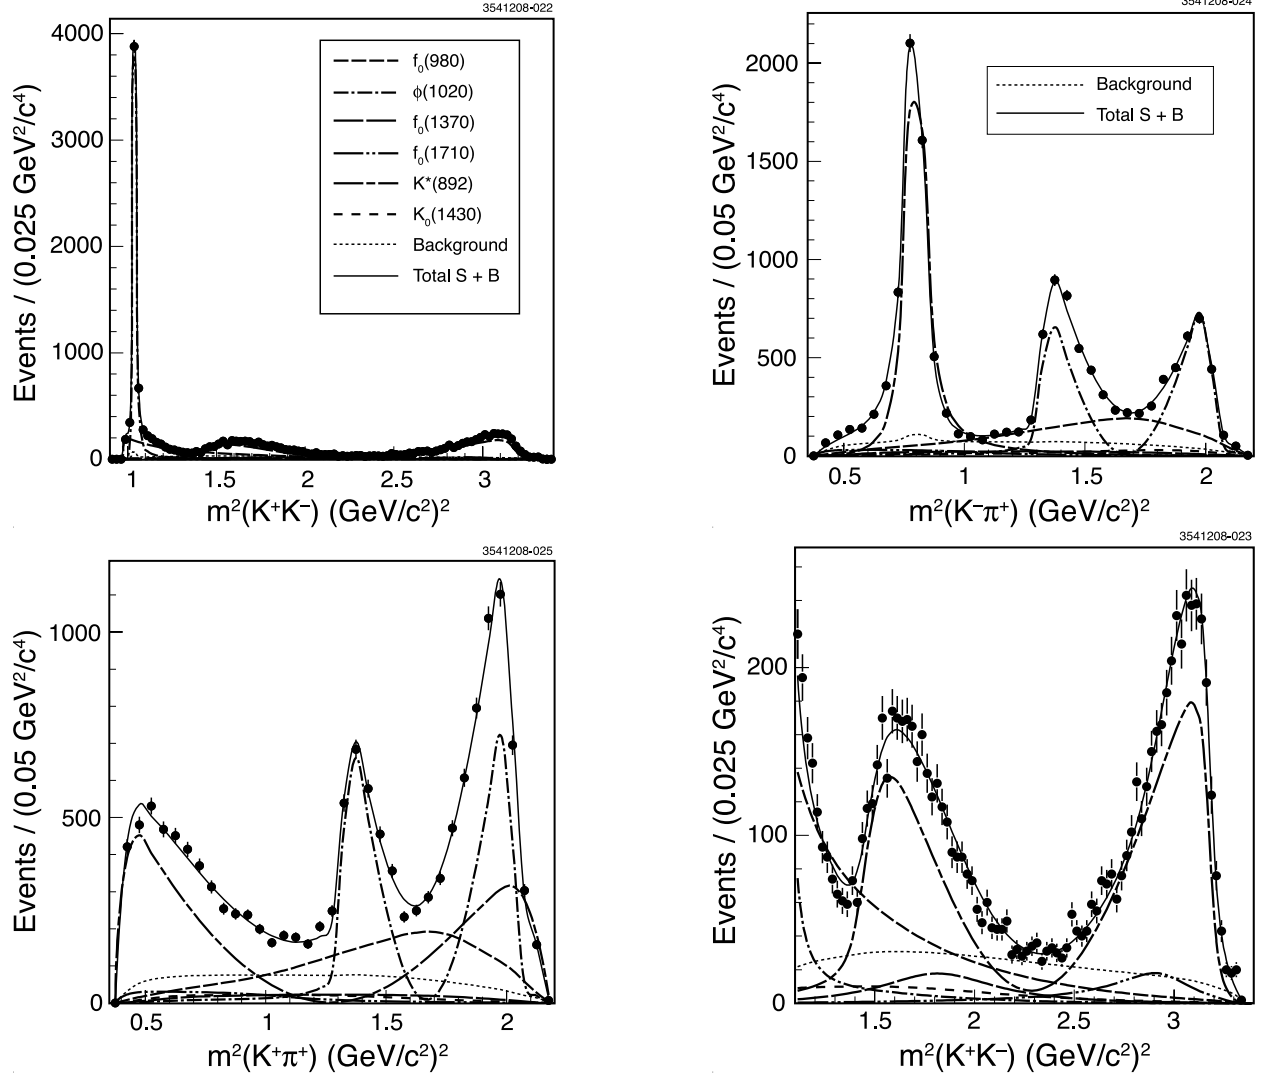 3541208-022
Events / (0.025 GeV²/c⁴)
4000
3000
2000
1000
0
f₀(980)
ϕ(1020)
f₀(1370)
f₀(1710)
K*(892)
K₀(1430)
Background
Total S + B
1 1.5 2 2.5 3
m²(K⁺K⁻) (GeV/c²)²
3541208-024
Events / (0.05 GeV²/c⁴)
2000
1500
1000
500
0
Background
Total S + B
0.5 1 1.5 2
m²(K⁻π⁺) (GeV/c²)²
3541208-025
Events / (0.05 GeV²/c⁴)
1000
500
0
0.5 1 1.5 2
m²(K⁺π⁺) (GeV/c²)²
3541208-023
Events / (0.025 GeV²/c⁴)
200
100
0
1.5 2 2.5 3
m²(K⁺K⁻) (GeV/c²)²